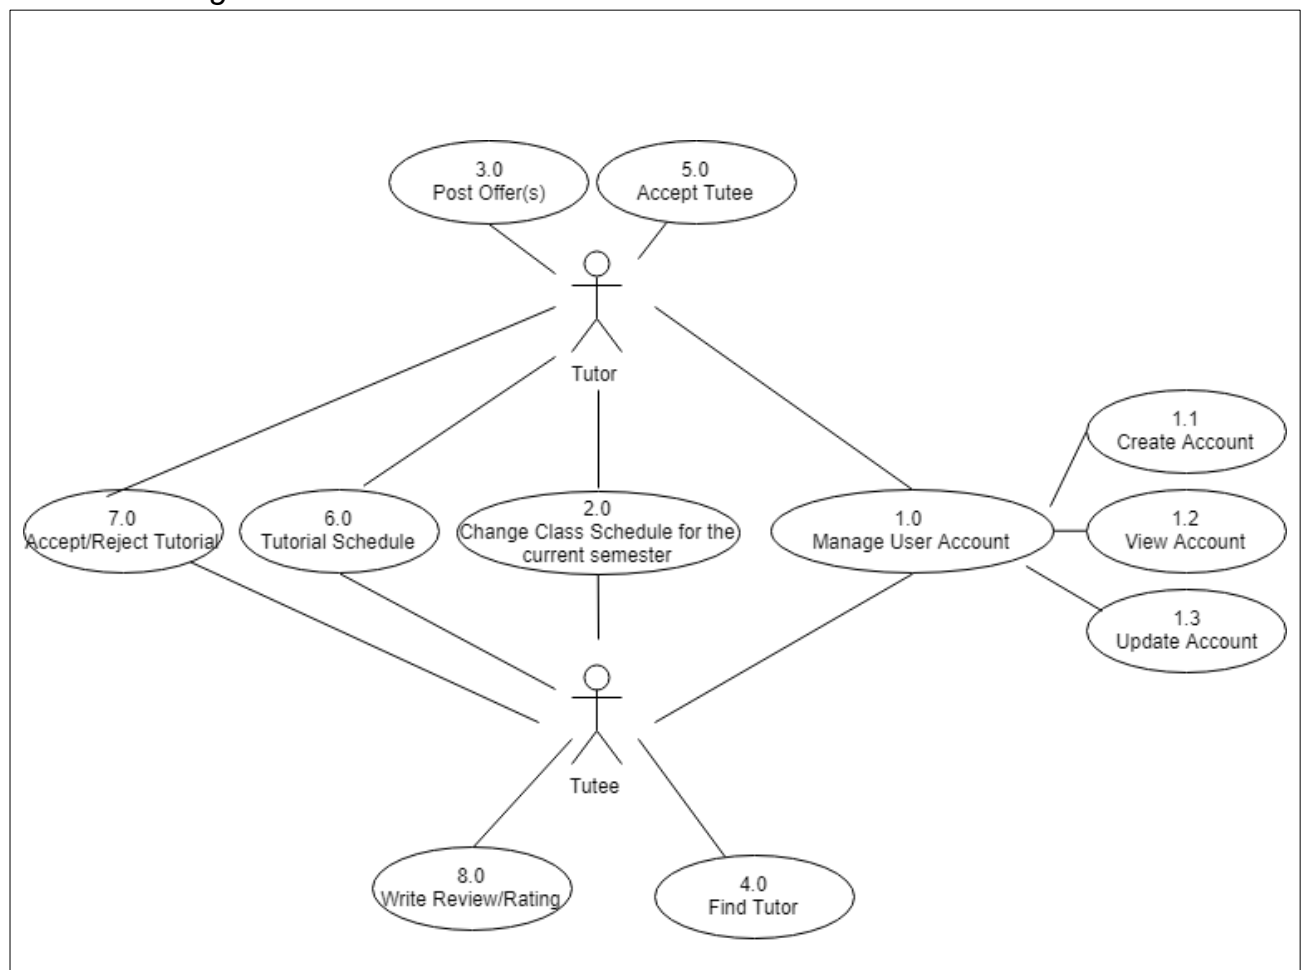 3.0
Post Offer(s)
5.0
Accept Tutee
Tutor
1.1
Create Account
7.0
Accept/Reject Tutorial
6.0
Tutorial Schedule
2.0
Change Class Schedule for the
current semester
1.0
Manage User Account
1.2
View Account
1.3
Update Account
Tutee
8.0
Write Review/Rating
4.0
Find Tutor